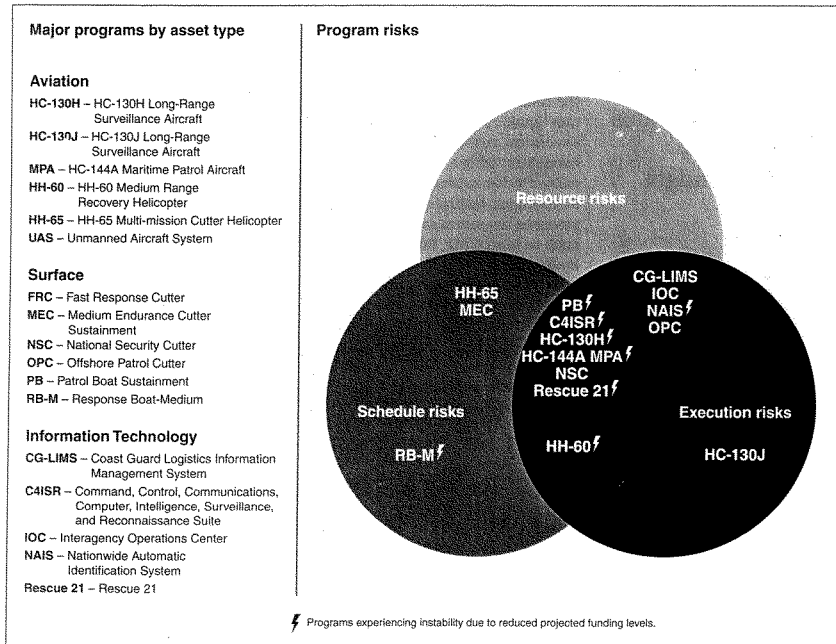 Major programs by asset type
Aviation
HC-130H – HC-130H Long-Range
Surveillance Aircraft
HC-130J – HC-130J Long-Range
Surveillance Aircraft
MPA – HC-144A Maritime Patrol Aircraft
HH-60 – HH-60 Medium Range
Recovery Helicopter
HH-65 – HH-65 Multi-mission Cutter Helicopter
UAS – Unmanned Aircraft System
Surface
FRC – Fast Response Cutter
MEC – Medium Endurance Cutter
Sustainment
NSC – National Security Cutter
OPC – Offshore Patrol Cutter
PB – Patrol Boat Sustainment
RB-M – Response Boat-Medium
Information Technology
CG-LIMS – Coast Guard Logistics Information
Management System
C4ISR – Command, Control, Communications,
Computer, Intelligence, Surveillance,
and Reconnaissance Suite
IOC – Interagency Operations Center
NAIS – Nationwide Automatic
Identification System
Rescue 21 – Rescue 21
Program risks
Resource risks
HH-65
MEC
PB
C4ISR
HC-130H
HC-144A MPA
NSC
Rescue 21
CG-LIMS
IOC
NAIS
OPC
Schedule risks
RB-M
HH-60
Execution risks
HC-130J
Programs experiencing instability due to reduced projected funding levels.